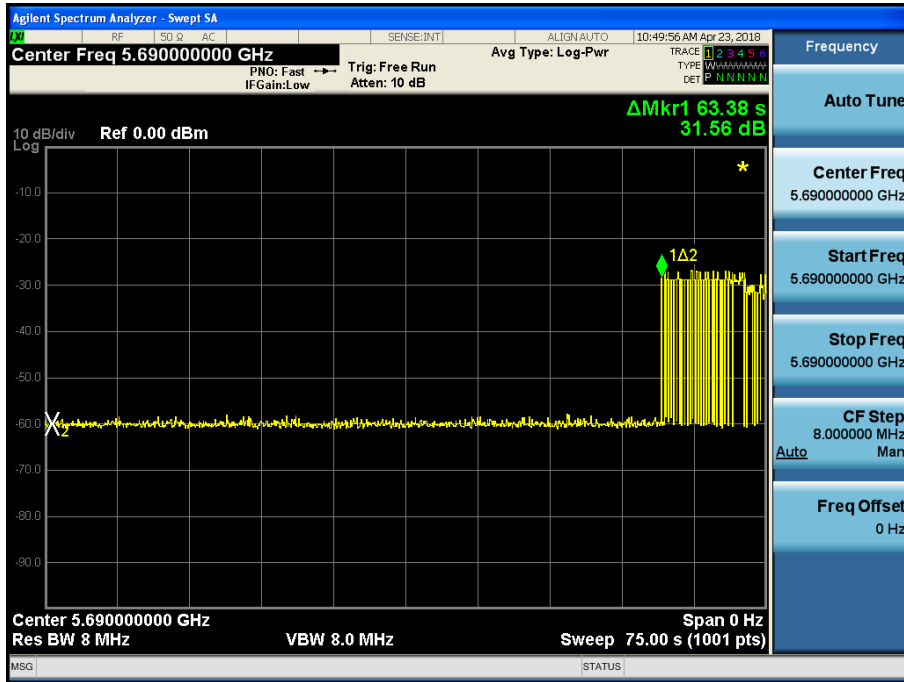 Agilent Spectrum Analyzer - Swept SA
LXI RF 50 Ω AC SENSE:INT ALIGN AUTO 10:49:56 AM Apr 23, 2018
Center Freq 5.690000000 GHz
PNO: Fast
IFGain:Low
Trig: Free Run
Atten: 10 dB
Avg Type: Log-Pwr
TRACE 1 2 3 4 5 6
TYPE
DET P N N N N N
ΔMkr1 63.38 s
31.56 dB
10 dB/div Ref 0.00 dBm
Log
-10.0
-20.0
-30.0
-40.0
-50.0
-60.0
-70.0
-80.0
-90.0
1Δ2
X2
Center 5.690000000 GHz Span 0 Hz
Res BW 8 MHz VBW 8.0 MHz Sweep 75.00 s (1001 pts)
MSG STATUS
Frequency
Auto Tune
Center Freq
5.690000000 GHz
Start Freq
5.690000000 GHz
Stop Freq
5.690000000 GHz
CF Step
8.000000 MHz
Auto Man
Freq Offset
0 Hz